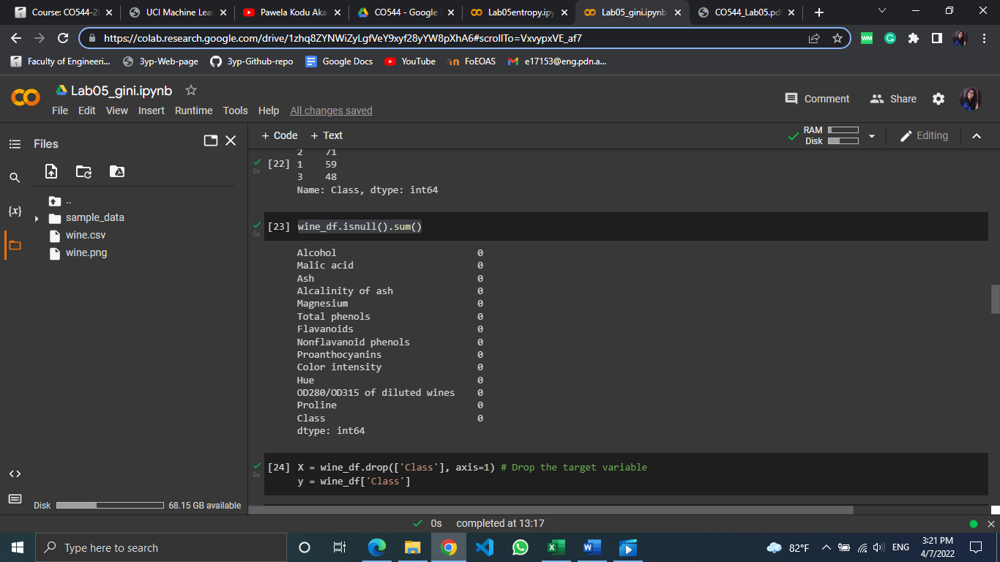 Course: CO544-20
UCI Machine Lear
Pawela Kodu Aka
CO544 - Google
Lab05entropy.ipy
Lab05_gini.ipynb
CO544_Lab05.pdf
https://colab.research.google.com/drive/1zhq8ZYNWiZyLgfVeY9xyf28yYW8pXhA6#scrollTo=VxvypxVE_af7
Faculty of Engineeri...
3yp-Web-page
3yp-Github-repo
Google Docs
YouTube
FoEOAS
e17153@eng.pdn.a...
Lab05_gini.ipynb
Comment
Share
File Edit View Insert Runtime Tools Help All changes saved
Files
+ Code + Text
RAM
Disk
Editing
..
sample_data
wine.csv
wine.png
{x}
2 71
[22] 1 59
0s
3 48
Name: Class, dtype: int64
[23] wine_df.isnull().sum()
0s
Alcohol 0
Malic acid 0
Ash 0
Alcalinity of ash 0
Magnesium 0
Total phenols 0
Flavanoids 0
Nonflavanoid phenols 0
Proanthocyanins 0
Color intensity 0
Hue 0
OD280/OD315 of diluted wines 0
Proline 0
Class 0
dtype: int64
[24] X = wine_df.drop(['Class'], axis=1) # Drop the target variable
0s
y = wine_df['Class']
Disk 68.15 GB available
0s completed at 13:17
Type here to search
82°F
ENG
3:21 PM
4/7/2022